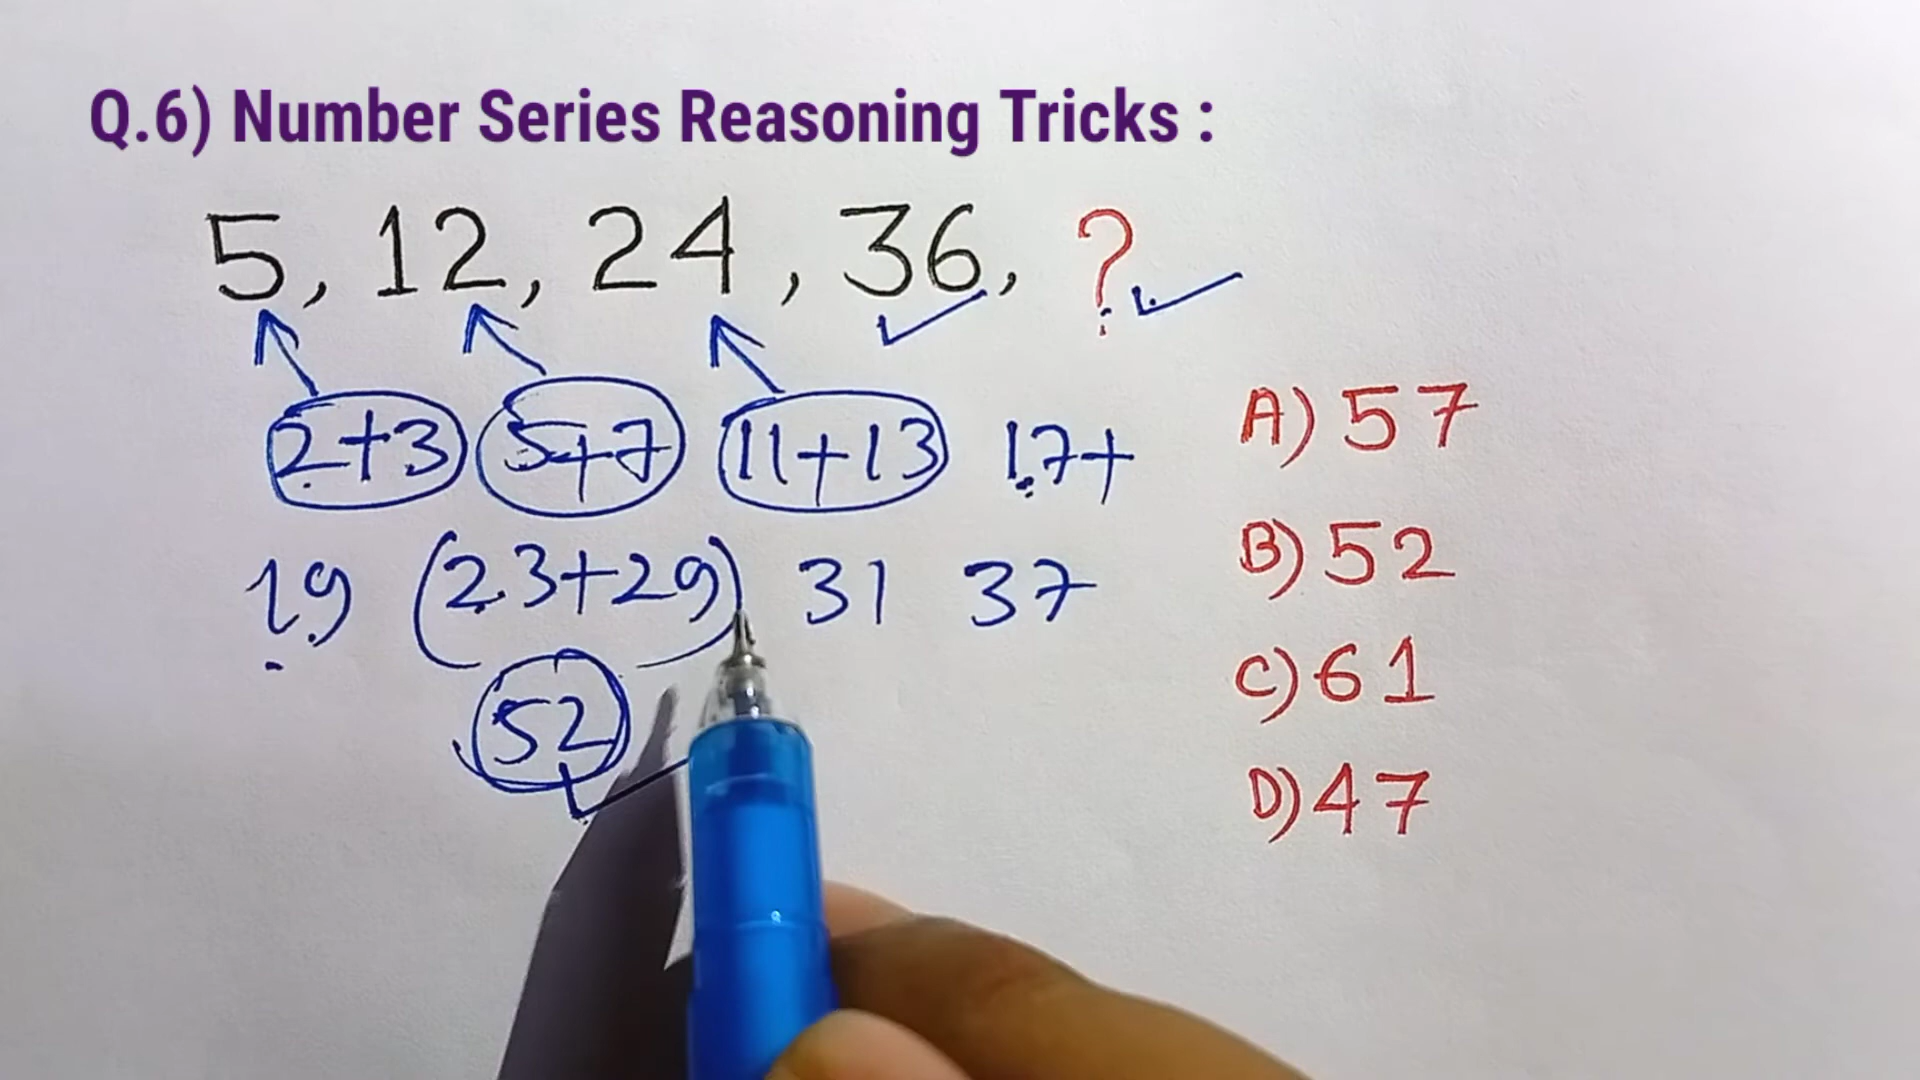 Q.6) Number Series Reasoning Tricks :
5, 12, 24, 36, ?
2+3 5+7 11+13 17+
19 (23+29) 31 37
52
A) 57
B) 52
C) 61
D) 47